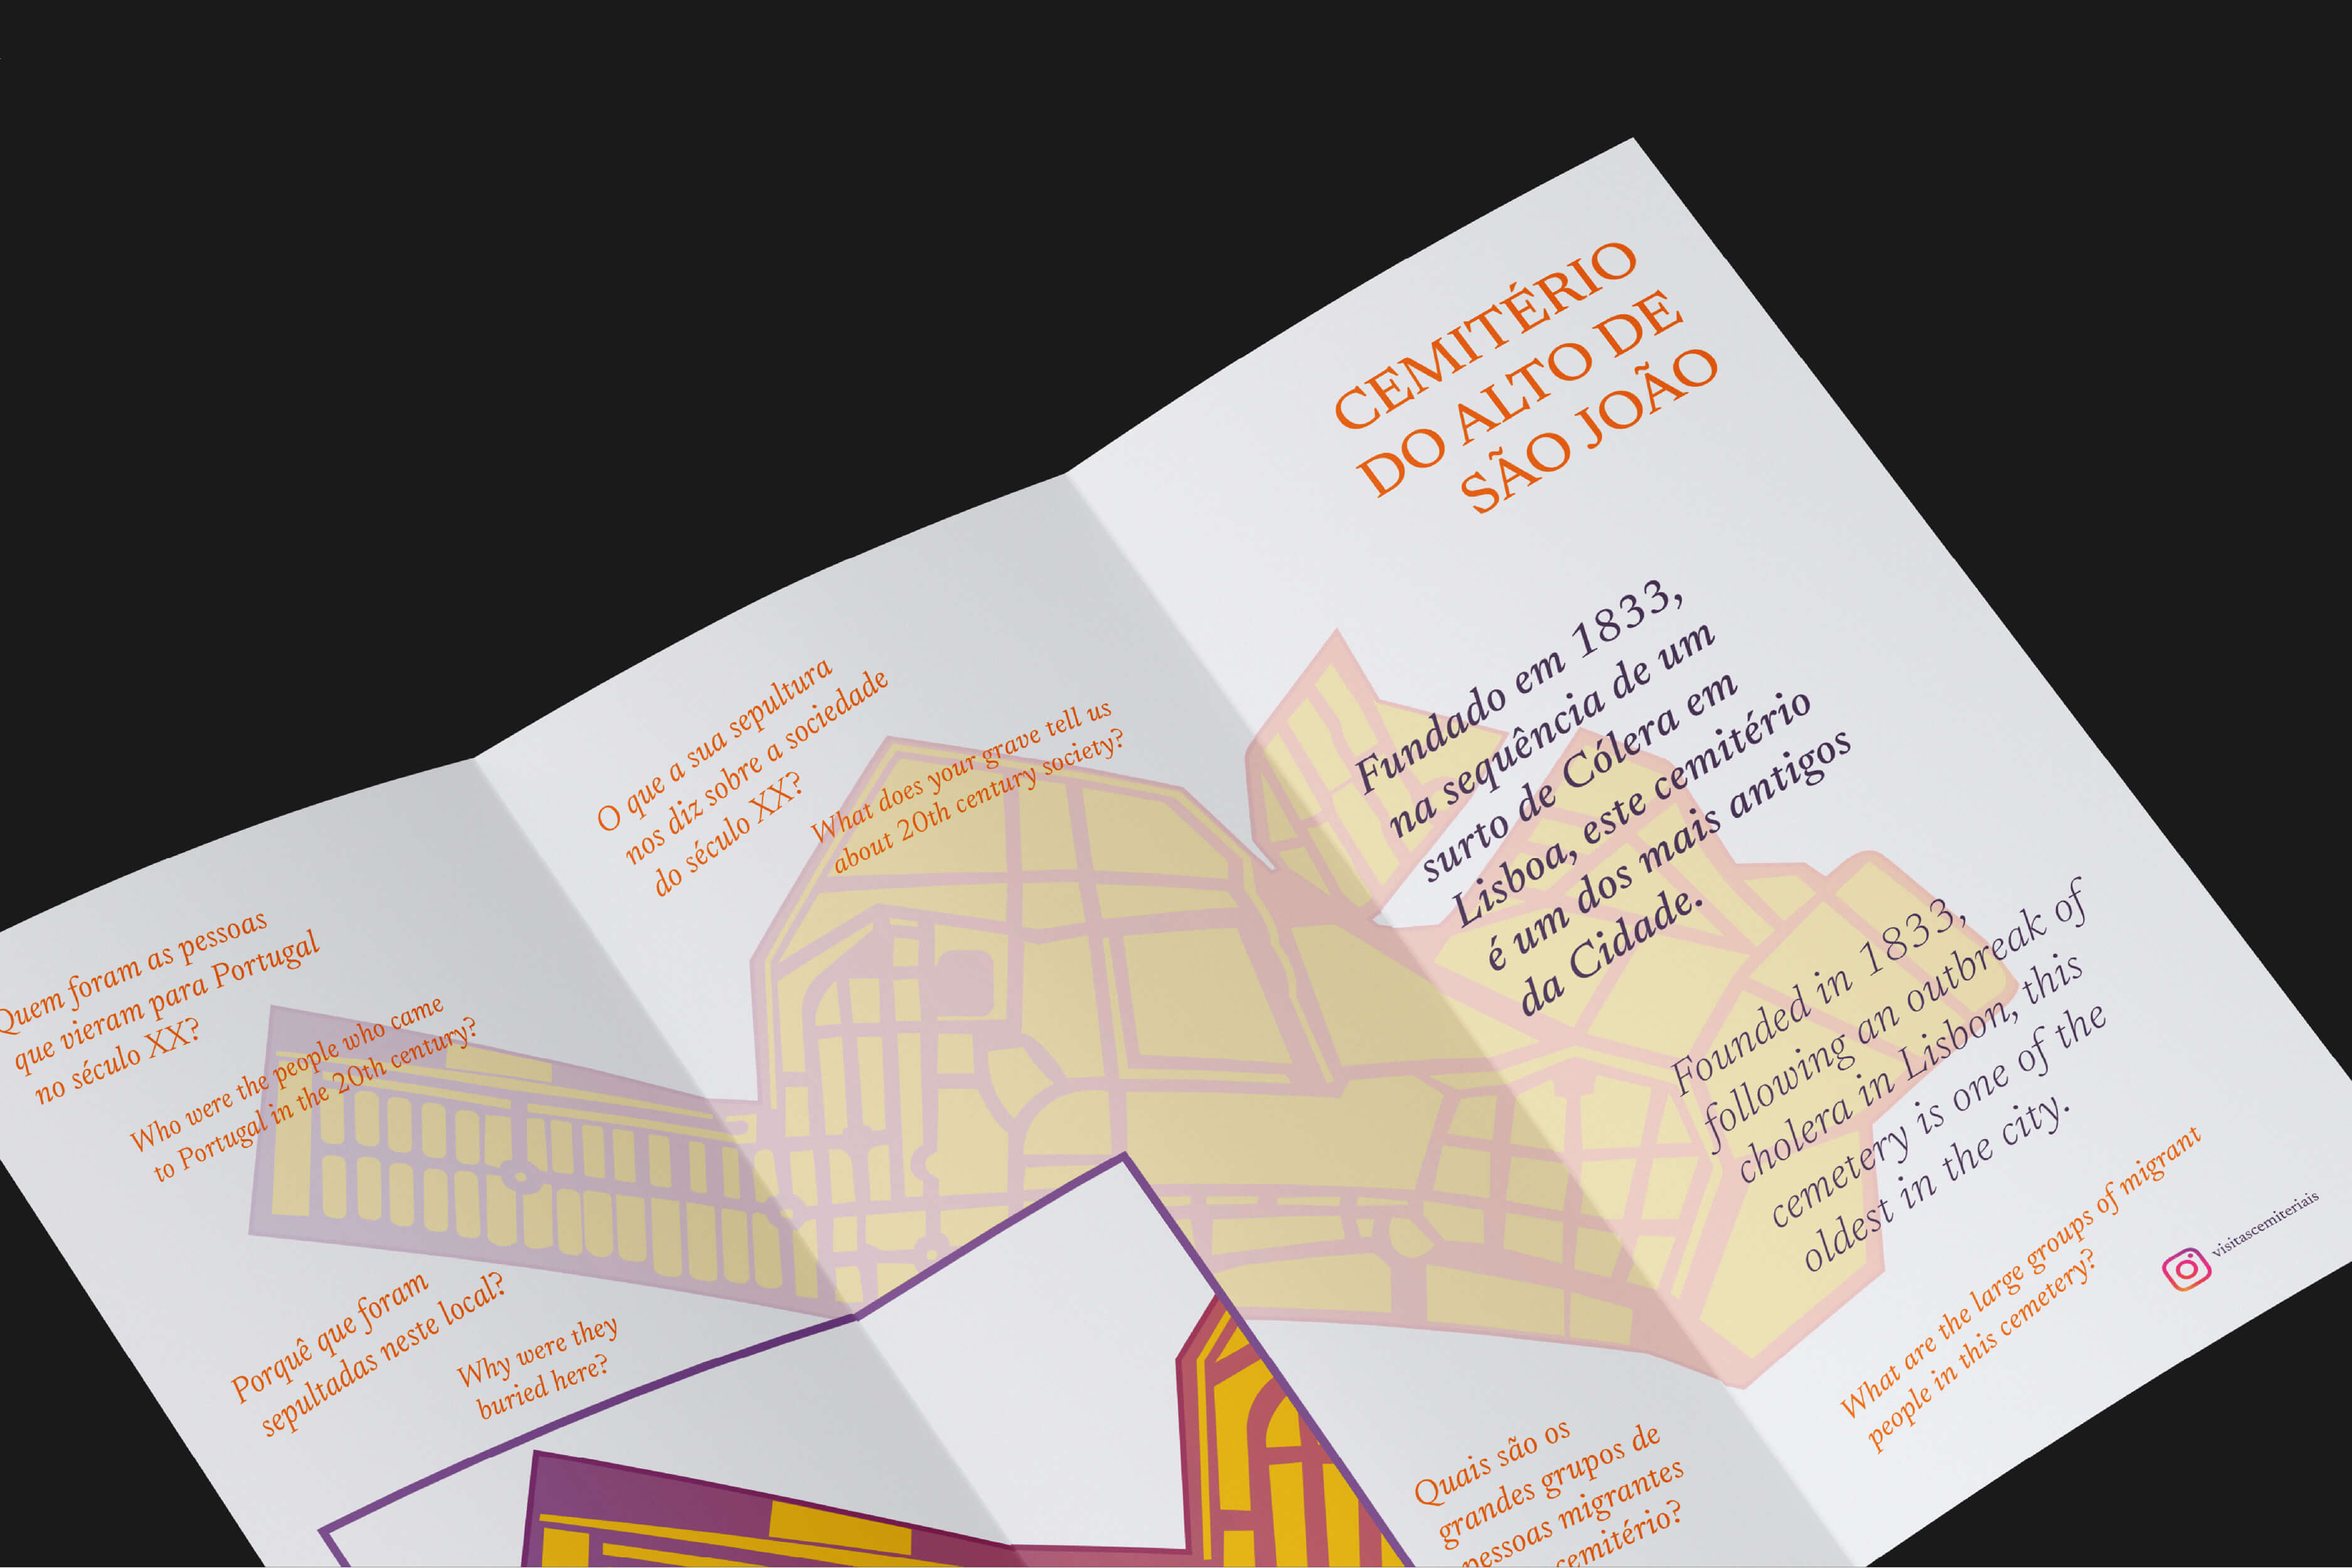 CEMITÉRIO
DO ALTO DE
SÃO JOÃO
Fundado em 1833,
na sequência de um
surto de Cólera em
Lisboa, este cemitério
é um dos mais antigos
da Cidade.
Founded in 1833,
following an outbreak of
cholera in Lisbon, this
cemetery is one of the
oldest in the city.
O que a sua sepultura
nos diz sobre a sociedade
do século XX?
What does your grave tell us
about 20th century society?
Quem foram as pessoas
que vieram para Portugal
no século XX?
Who were the people who came
to Portugal in the 20th century?
Porquê que foram
sepultadas neste local?
Why were they
buried here?
Quais são os
grandes grupos de
pessoas migrantes
cemitério?
What are the large groups of migrant
people in this cemetery?
visitascemiteriais